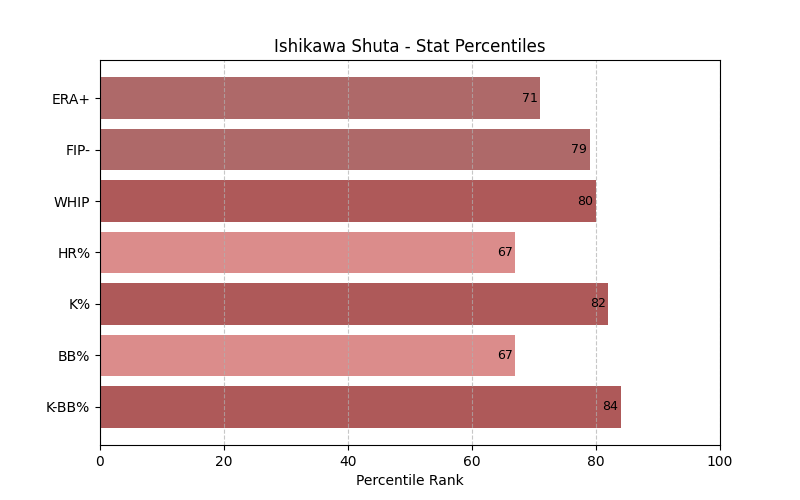 Ishikawa Shuta - Stat Percentiles
ERA+ 71
FIP- 79
WHIP 80
HR% 67
K% 82
BB% 67
K-BB% 84
0 20 40 60 80 100
Percentile Rank